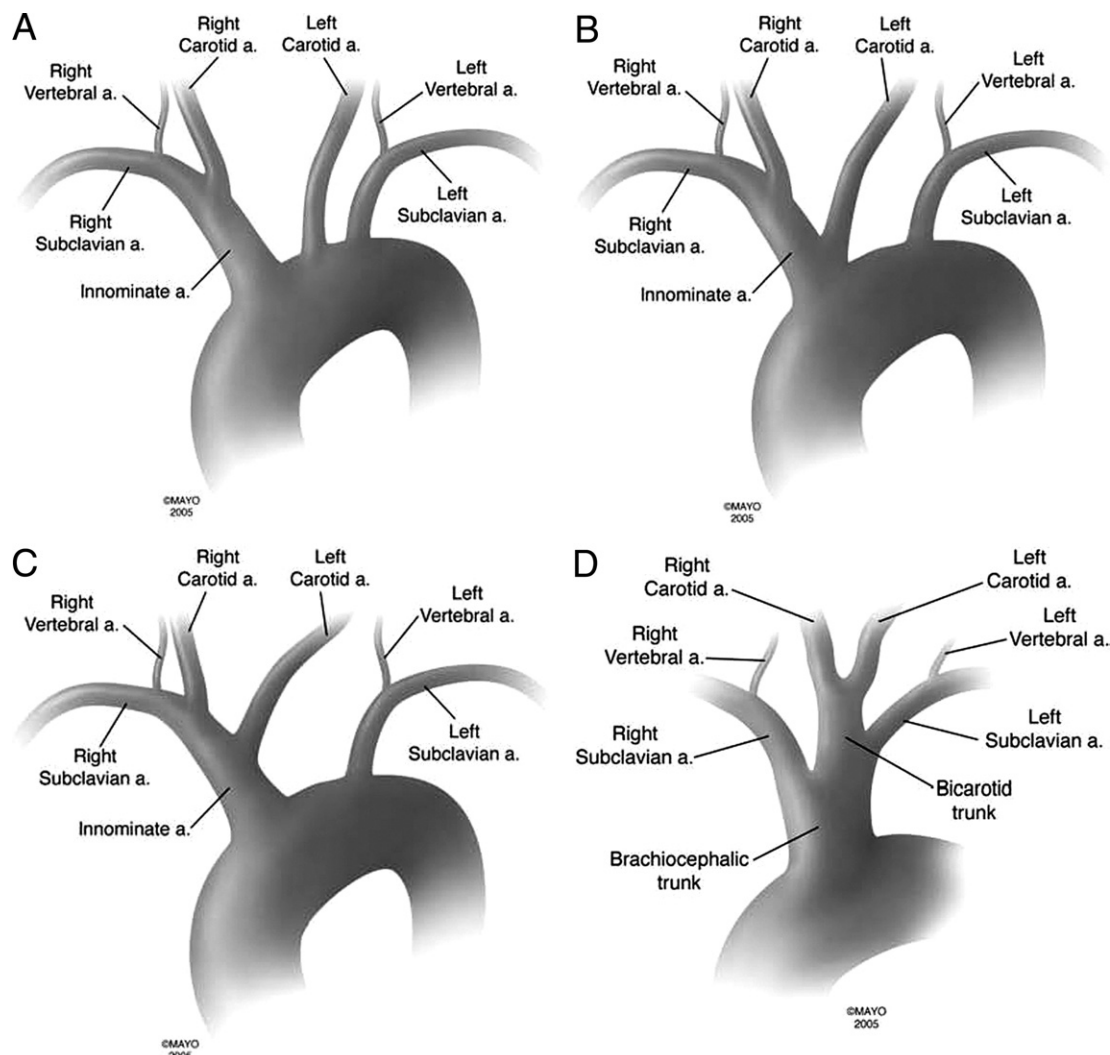 A
Right
Carotid a.
Left
Carotid a.
Right
Vertebral a.
Left
Vertebral a.
Right
Subclavian a.
Left
Subclavian a.
Innominate a.
©MAYO
2005
B
Right
Carotid a.
Left
Carotid a.
Right
Vertebral a.
Left
Vertebral a.
Right
Subclavian a.
Left
Subclavian a.
Innominate a.
©MAYO
2005
C
Right
Carotid a.
Left
Carotid a.
Right
Vertebral a.
Left
Vertebral a.
Right
Subclavian a.
Left
Subclavian a.
Innominate a.
©MAYO
2005
D
Right
Carotid a.
Left
Carotid a.
Right
Vertebral a.
Left
Vertebral a.
Right
Subclavian a.
Left
Subclavian a.
Bicarotid
trunk
Brachiocephalic
trunk
©MAYO
2005